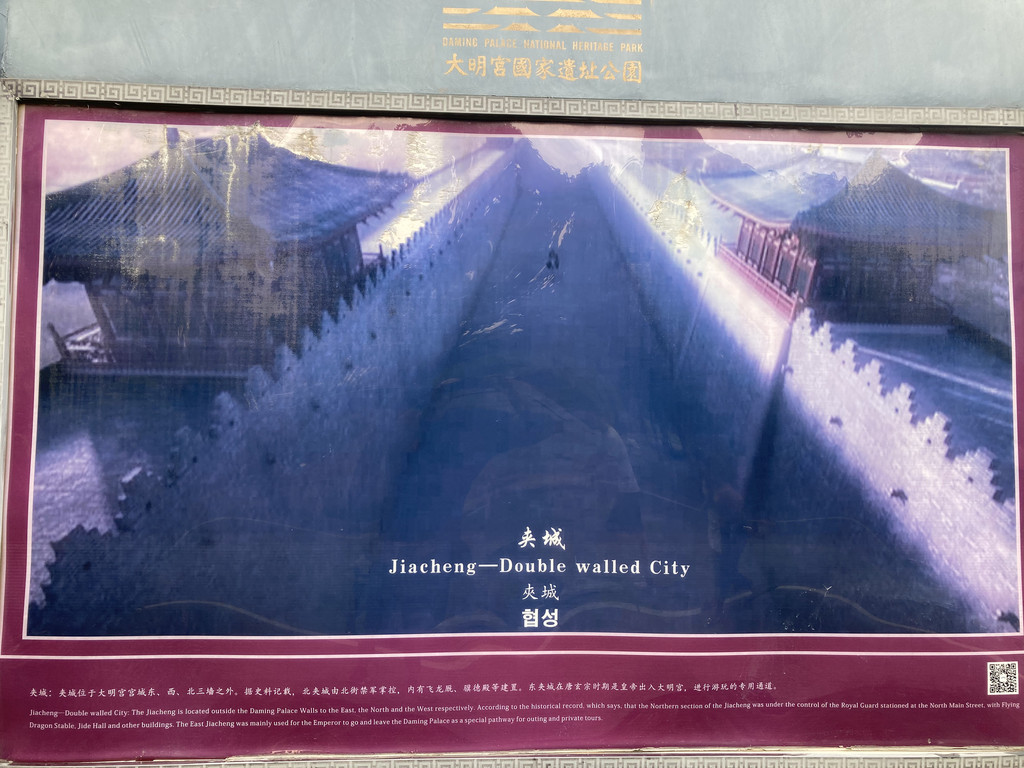 DAMING PALACE NATIONAL HERITAGE PARK
大明宮國家遺址公園
夹城
Jiacheng—Double walled City
夾城
협성
夹城：夹城位于大明宫宫城东、西、北三墙之外。据史料记载，北夹城由北衙禁军掌控，内有飞龙厩、骥德殿等建置。东夹城在唐玄宗时期是皇帝出入大明宫，进行游玩的专用通道。
Jiacheng—Double walled City: The Jiacheng is located outside the Daming Palace Walls to the East, the North and the West respectively. According to the historical record, which says, that the Northern section of the Jiacheng was under the control of the Royal Guard stationed at the North Main Street, with Flying
Dragon Stable, Jide Hall and other buildings. The East Jiacheng was mainly used for the Emperor to go and leave the Daming Palace as a special pathway for outing and private tours.